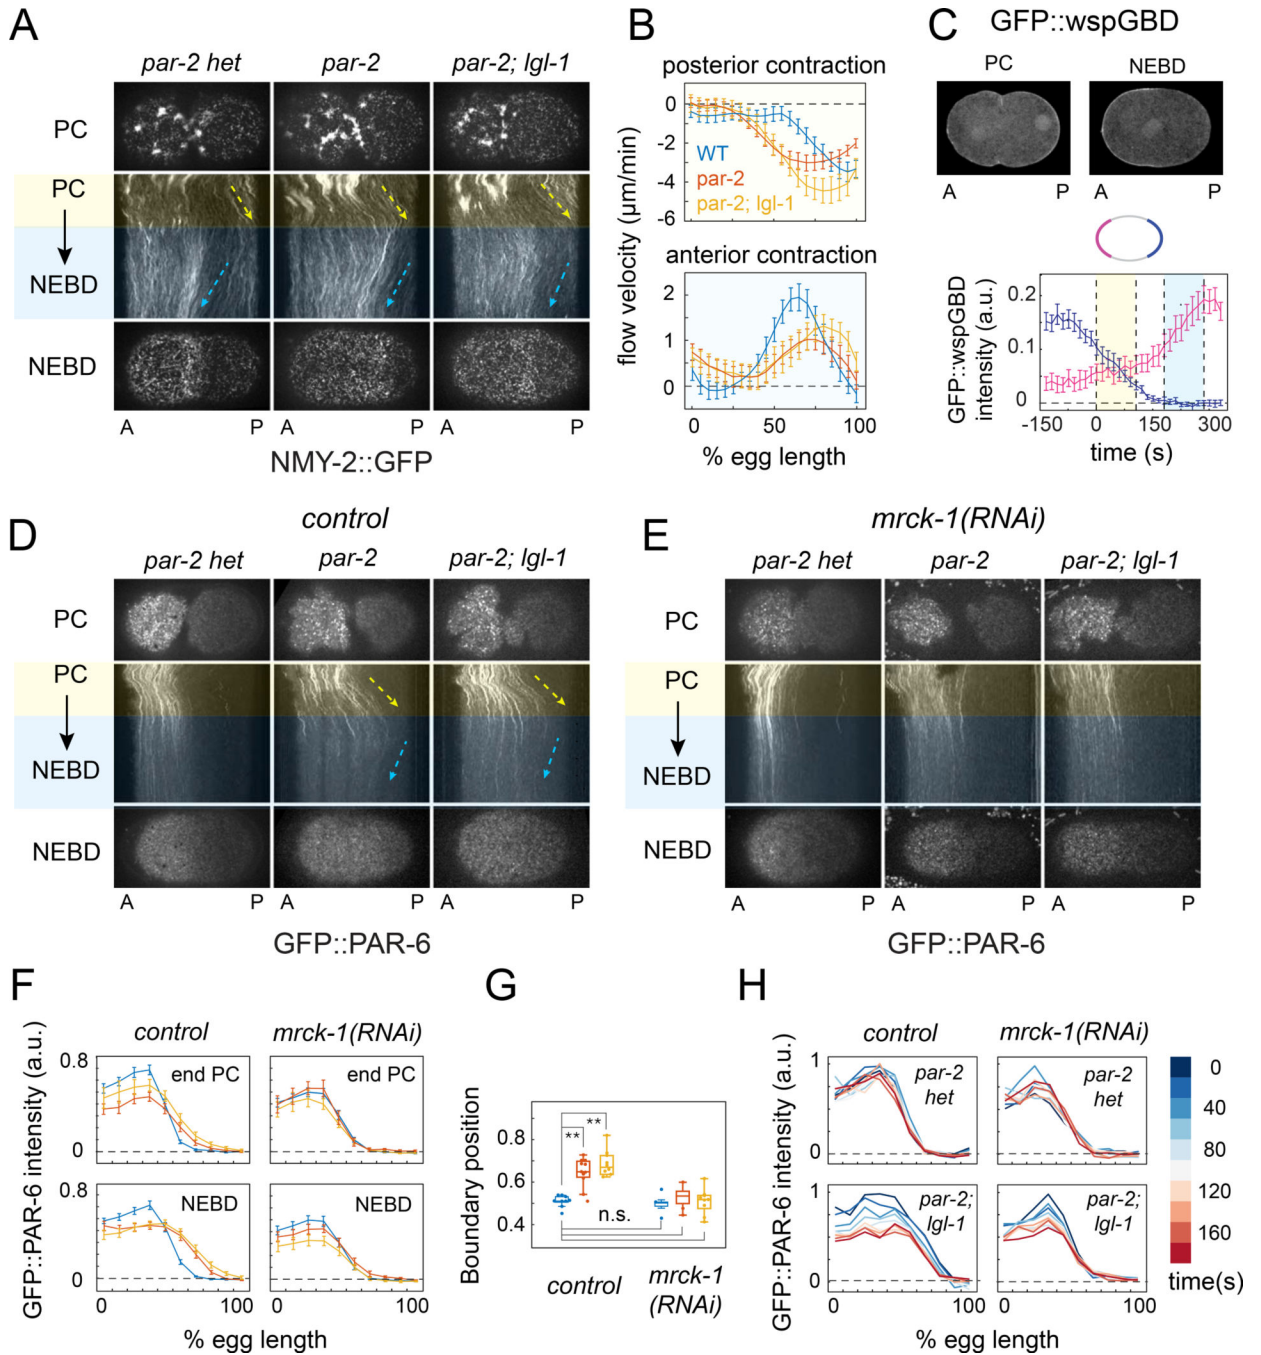 A
par-2 het
par-2
par-2; lgl-1
PC
PC
NEBD
NEBD
A
P
A
P
A
P
NMY-2::GFP
B
posterior contraction
0
-2
-4
-6
WT
par-2
par-2; lgl-1
flow velocity (μm/min)
anterior contraction
2
1
0
0
50
100
% egg length
C
GFP::wspGBD
PC
NEBD
A
P
A
P
GFP::wspGBD
intensity (a.u.)
0.2
0.1
0
-150
0
150
300
time (s)
D
control
par-2 het
par-2
par-2; lgl-1
PC
PC
NEBD
NEBD
A
P
A
P
A
P
GFP::PAR-6
E
mrck-1(RNAi)
par-2 het
par-2
par-2; lgl-1
PC
PC
NEBD
NEBD
A
P
A
P
A
P
GFP::PAR-6
F
GFP::PAR-6 intensity (a.u.)
control
mrck-1(RNAi)
0.8
0
end PC
end PC
0.8
0
NEBD
NEBD
0
100
0
100
% egg length
G
Boundary position
0.8
0.6
0.4
**
**
n.s.
control
mrck-1
(RNAi)
H
GFP::PAR-6 intensity (a.u.)
control
mrck-1(RNAi)
1
0
par-2
het
par-2
het
1
0
par-2;
lgl-1
par-2;
lgl-1
0
100
0
100
% egg length
0
40
80
120
160
time(s)